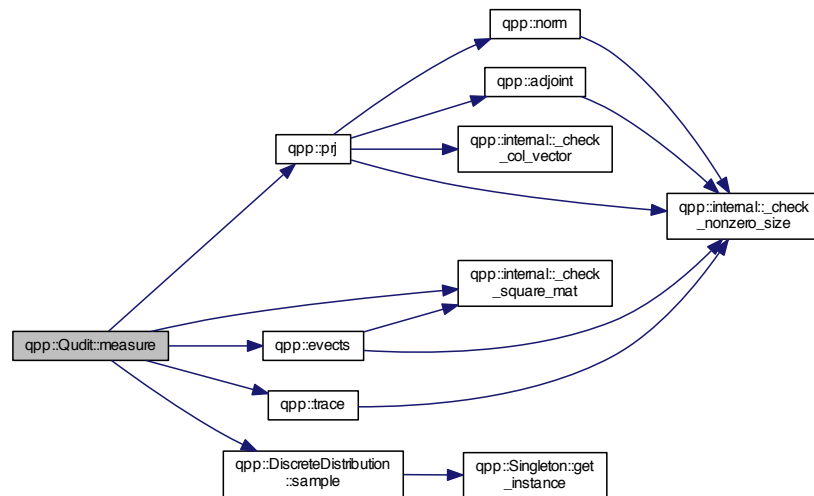 qpp::norm
qpp::adjoint
qpp::prj
qpp::internal::_check
_col_vector
qpp::internal::_check
_nonzero_size
qpp::internal::_check
_square_mat
qpp::Qudit::measure
qpp::evects
qpp::trace
qpp::DiscreteDistribution
::sample
qpp::Singleton::get
_instance